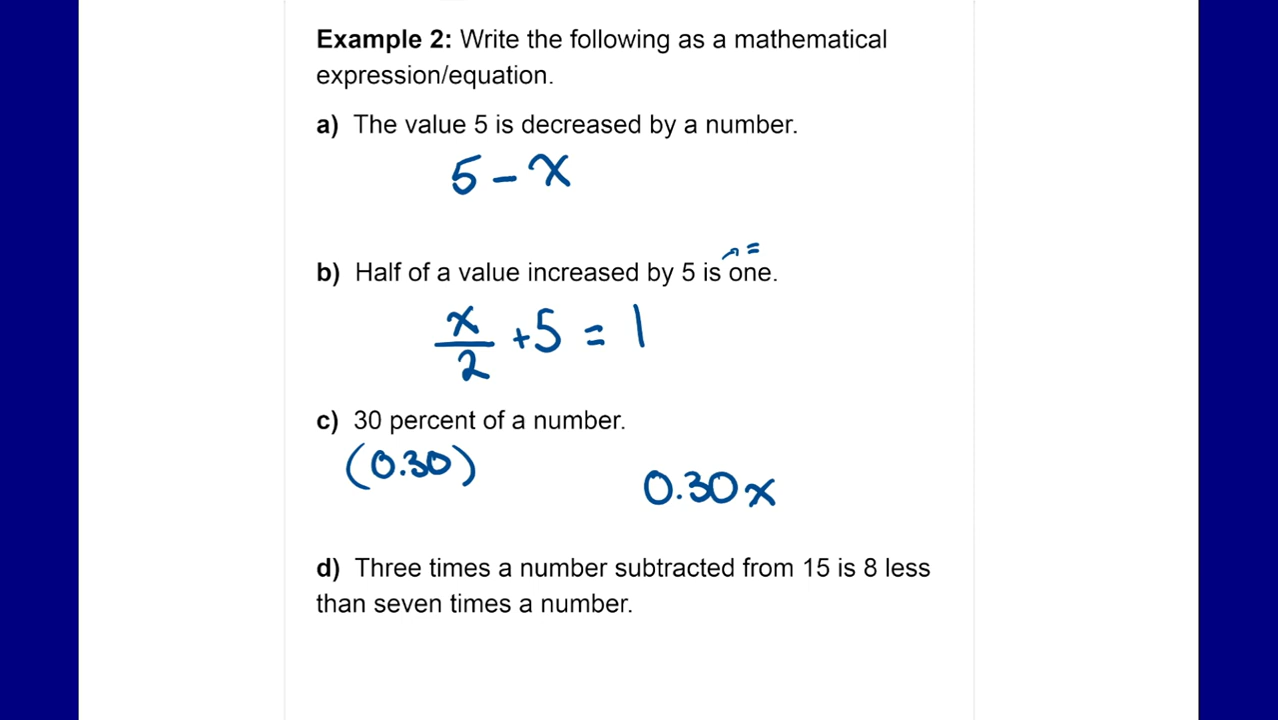 Example 2: Write the following as a mathematical
expression/equation.
a) The value 5 is decreased by a number.
5 - x
=
b) Half of a value increased by 5 is one.
x/2 +5 = 1
c) 30 percent of a number.
(0.30)
0.30x
d) Three times a number subtracted from 15 is 8 less
than seven times a number.